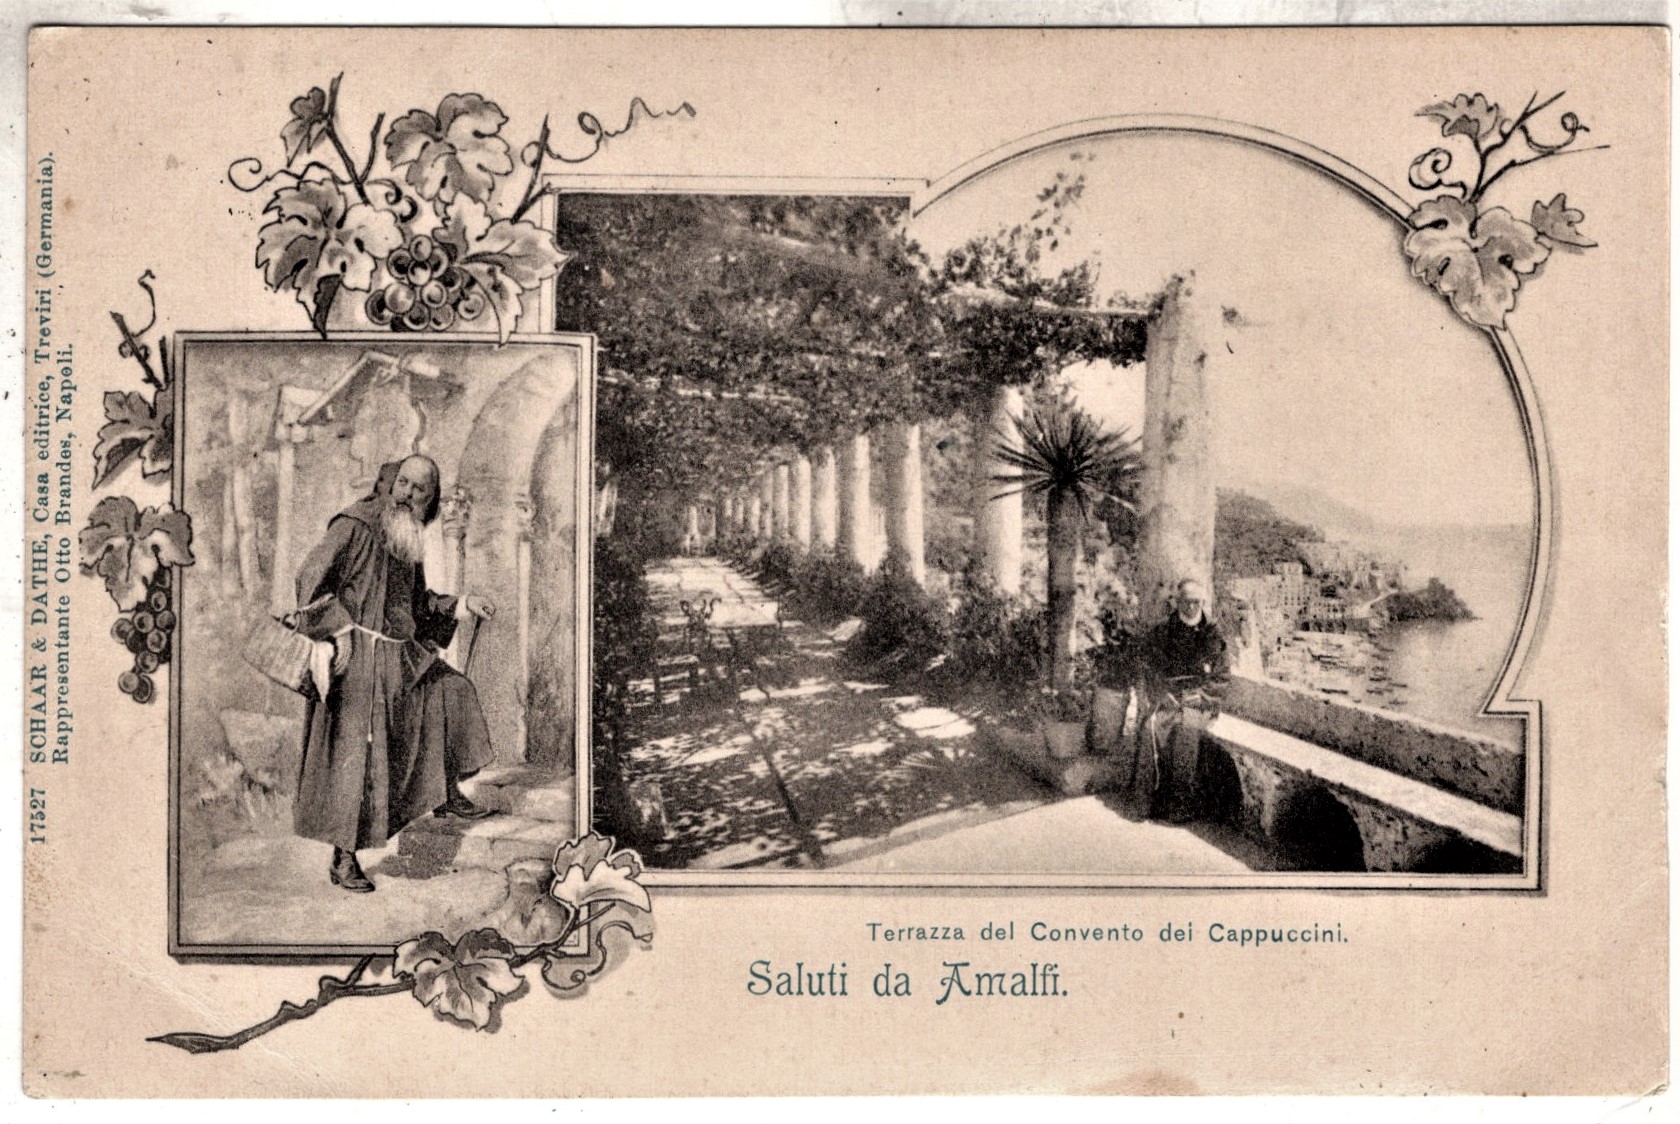 17527 SCHAAR & DATHE, Casa editrice, Treviri (Germania).
Rappresentante Otto Brandes, Napoli.
Terrazza del Convento dei Cappuccini.
Saluti da Amalfi.